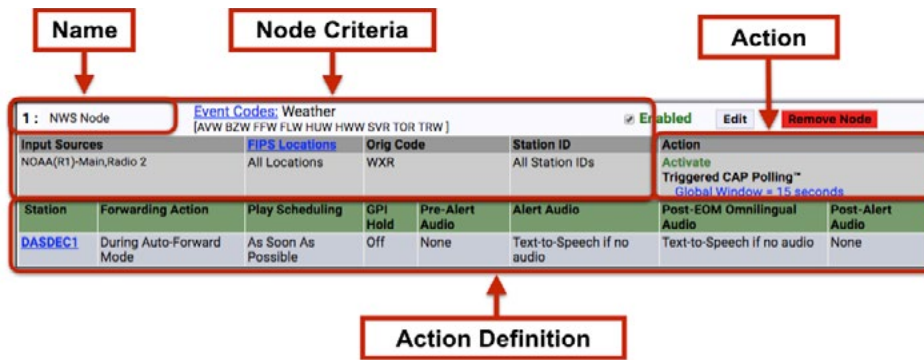 Name
Node Criteria
Action
1 : NWS Node
Event Codes: Weather
[AVW BZW FFW FLW HUW HWW SVR TOR TRW ]
Enabled Edit Remove Node
Input Sources FIPS Locations Orig Code Station ID Action
NOAA(R1)-Main,Radio 2 All Locations WXR All Station IDs Activate
Triggered CAP Polling™
Global Window = 15 seconds
Station Forwarding Action Play Scheduling GPI Hold Pre-Alert Audio Alert Audio Post-EOM Omnilingual Audio Post-Alert Audio
DASDEC1 During Auto-Forward Mode As Soon As Possible Off None Text-to-Speech if no audio Text-to-Speech if no audio None
Action Definition